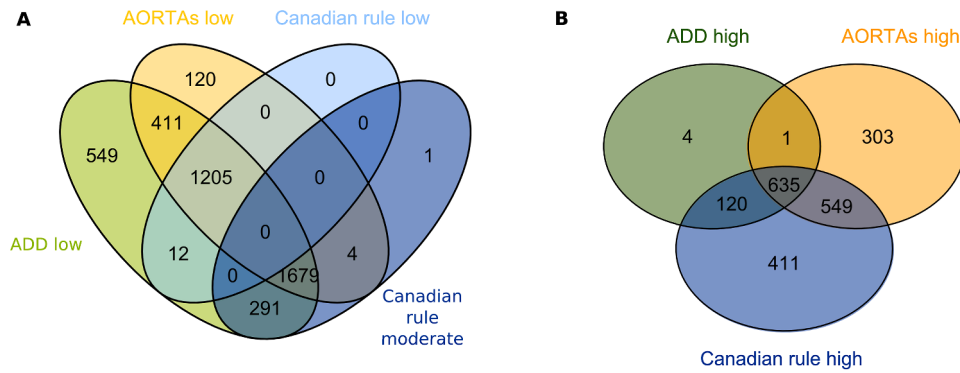 A
AORTAs low
Canadian rule low
120
0
0
411
0
549
1205
0
1
0
ADD low
12
0
1679
4
291
Canadian
rule
moderate
B
ADD high
AORTAs high
4
1
303
635
120
549
411
Canadian rule high